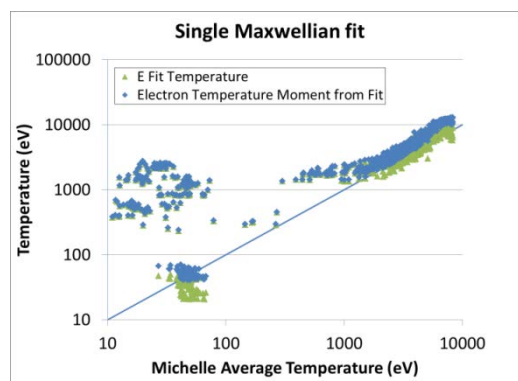 Single Maxwellian fit
100000
10000
1000
100
10
E Fit Temperature
Electron Temperature Moment from Fit
Temperature (eV)
10
100
1000
10000
Michelle Average Temperature (eV)